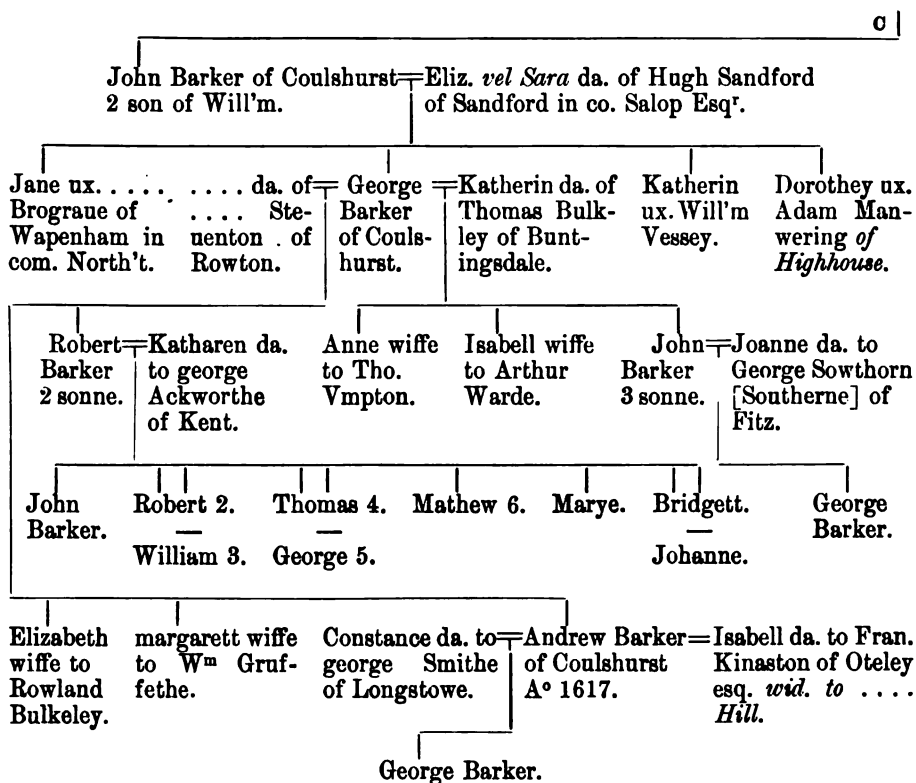 C
John Barker of Coulshurst Eliz. vel Sara da. of Hugh Sandford
2 son of Will'm. of Sandford in co. Salop Esqr.
Jane ux. . . . . .
Brograue of
Wapenham in
com. North't.
. . . . da. of
. . . . Ste-
uenton . of
Rowton.
George
Barker
of Couls-
hurst.
Katherin da. of
Thomas Bulk-
ley of Bunt-
ingsdale.
Katherin
ux. Will'm
Vessey.
Dorothey ux.
Adam Man-
wering of
Highhouse.
Robert
Barker
2 sonne.
Katharen da.
to george
Ackworthe
of Kent.
Anne wiffe
to Tho.
Vmpton.
Isabell wiffe
to Arthur
Warde.
John
Barker
3 sonne.
Joanne da. to
George Sowthorn
[Southerne] of
Fitz.
John
Barker.
Robert 2.
William 3.
Thomas 4.
George 5.
Mathew 6.
Marye.
Bridgett.
Johanne.
George
Barker.
Elizabeth
wiffe to
Rowland
Bulkeley.
margarett wiffe
to Wm Gruf-
fethe.
Constance da. to
george Smithe
of Longstowe.
Andrew Barker
of Coulshurst
Ao 1617.
Isabell da. to Fran.
Kinaston of Oteley
esq. wid. to . . . .
Hill.
George Barker.